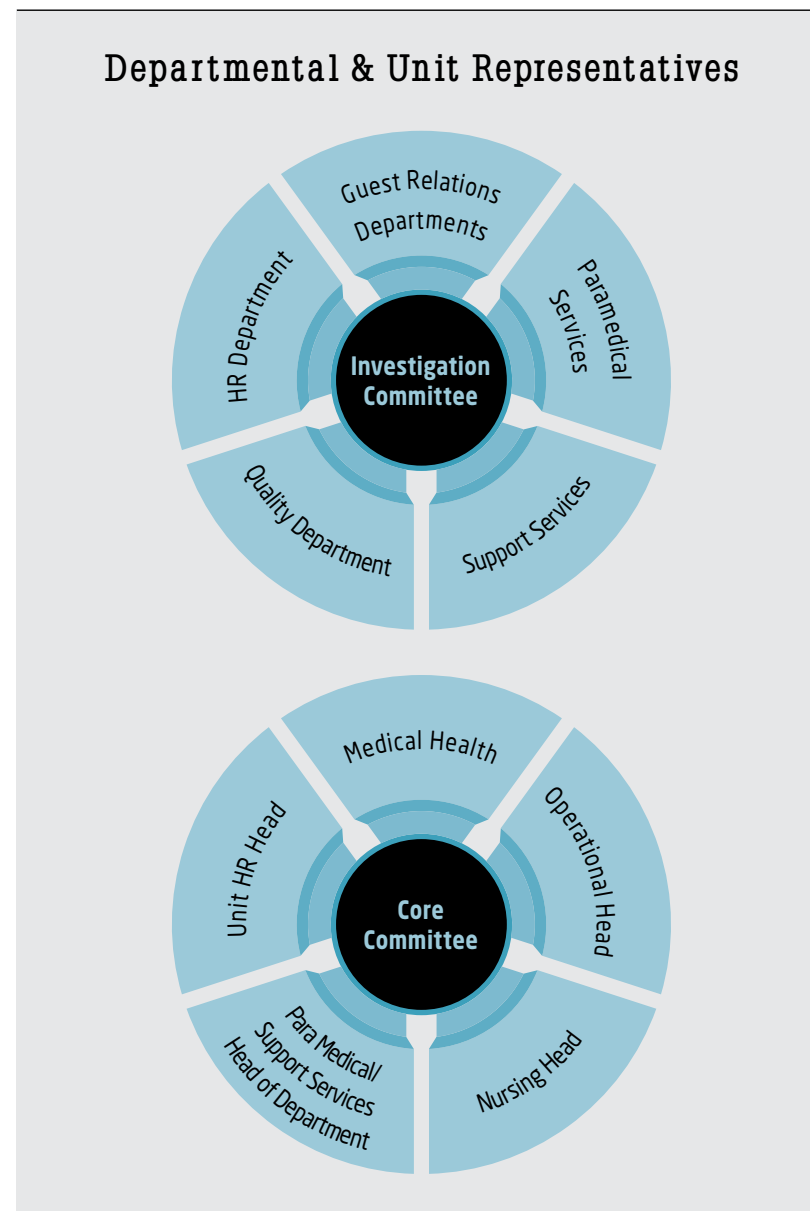 Departmental & Unit Representatives
Guest Relations
Departments
Paramedical
Services
Support Services
Quality Department
HR Department
Investigation
Committee
Medical Health
Operational Head
Nursing Head
Para Medical/
Support Services
Head of Department
Unit HR Head
Core
Committee